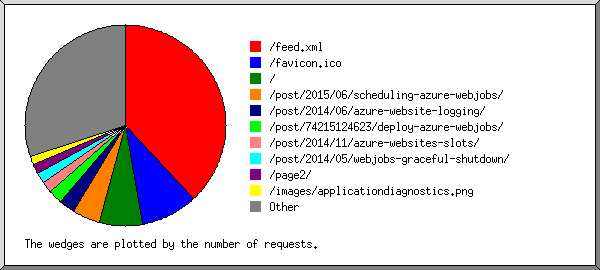 /feed.xml
/favicon.ico
/
/post/2015/06/scheduling-azure-webjobs/
/post/2014/06/azure-website-logging/
/post/74215124623/deploy-azure-webjobs/
/post/2014/11/azure-websites-slots/
/post/2014/05/webjobs-graceful-shutdown/
/page2/
/images/applicationdiagnostics.png
Other
The wedges are plotted by the number of requests.